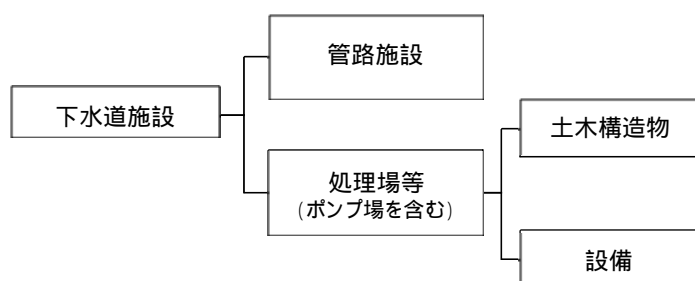 管路施設
下水道施設
土木構造物
処理場等
(ポンプ場を含む)
設備